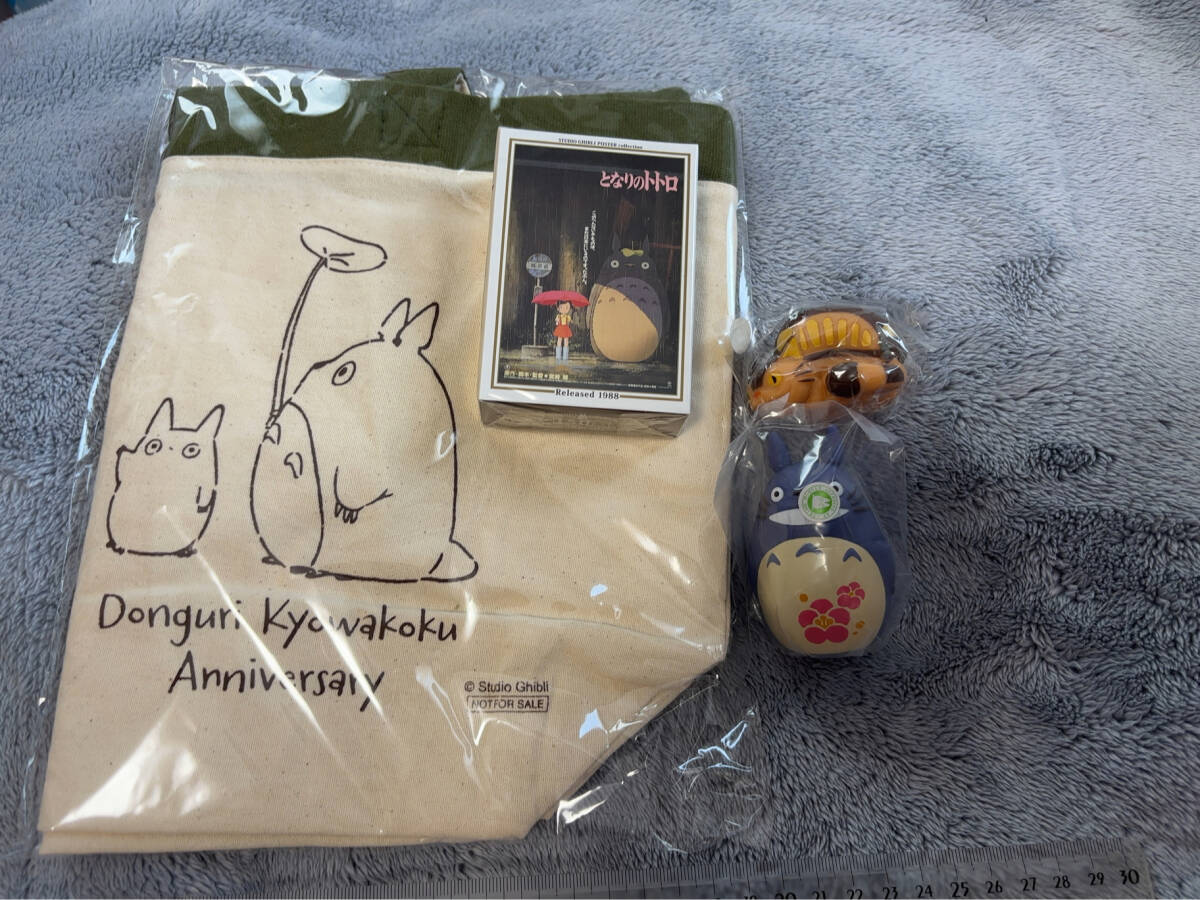 STUDIO GHIBLI POSTER collection
となりのトトロ
Released 1988
Donguri Kyowakoku
Anniversary
© Studio Ghibli
NOT FOR SALE
20 21 22 23 24 25 26 27 28 29 30